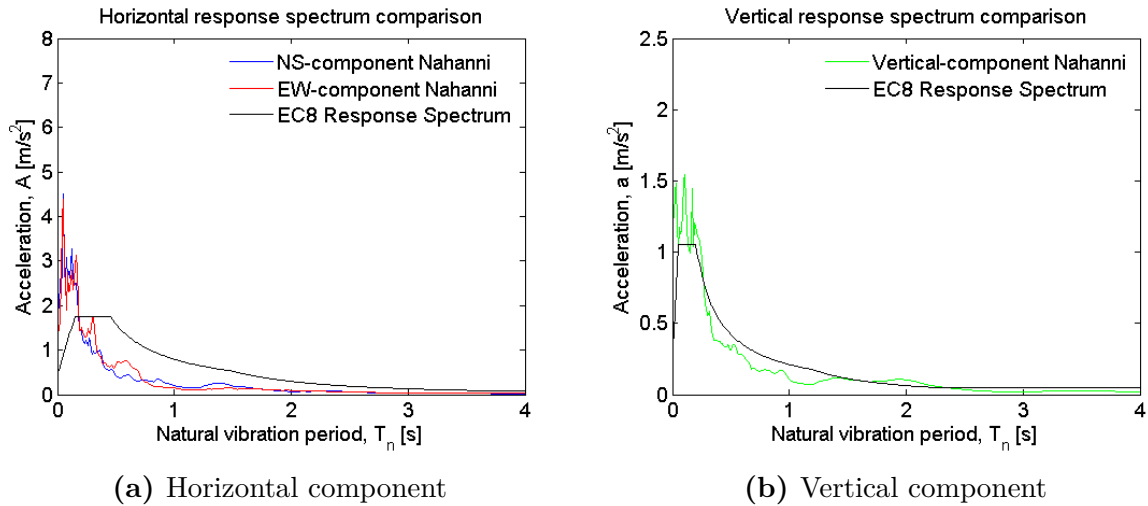 Horizontal response spectrum comparison
8
7
6
5
4
3
2
1
0
0
1
2
3
4
Acceleration, A [m/s²]
Natural vibration period, Tₙ [s]
NS-component Nahanni
EW-component Nahanni
EC8 Response Spectrum
(a) Horizontal component
Vertical response spectrum comparison
2.5
2
1.5
1
0.5
0
0
1
2
3
4
Acceleration, a [m/s²]
Natural vibration period, Tₙ [s]
Vertical-component Nahanni
EC8 Response Spectrum
(b) Vertical component